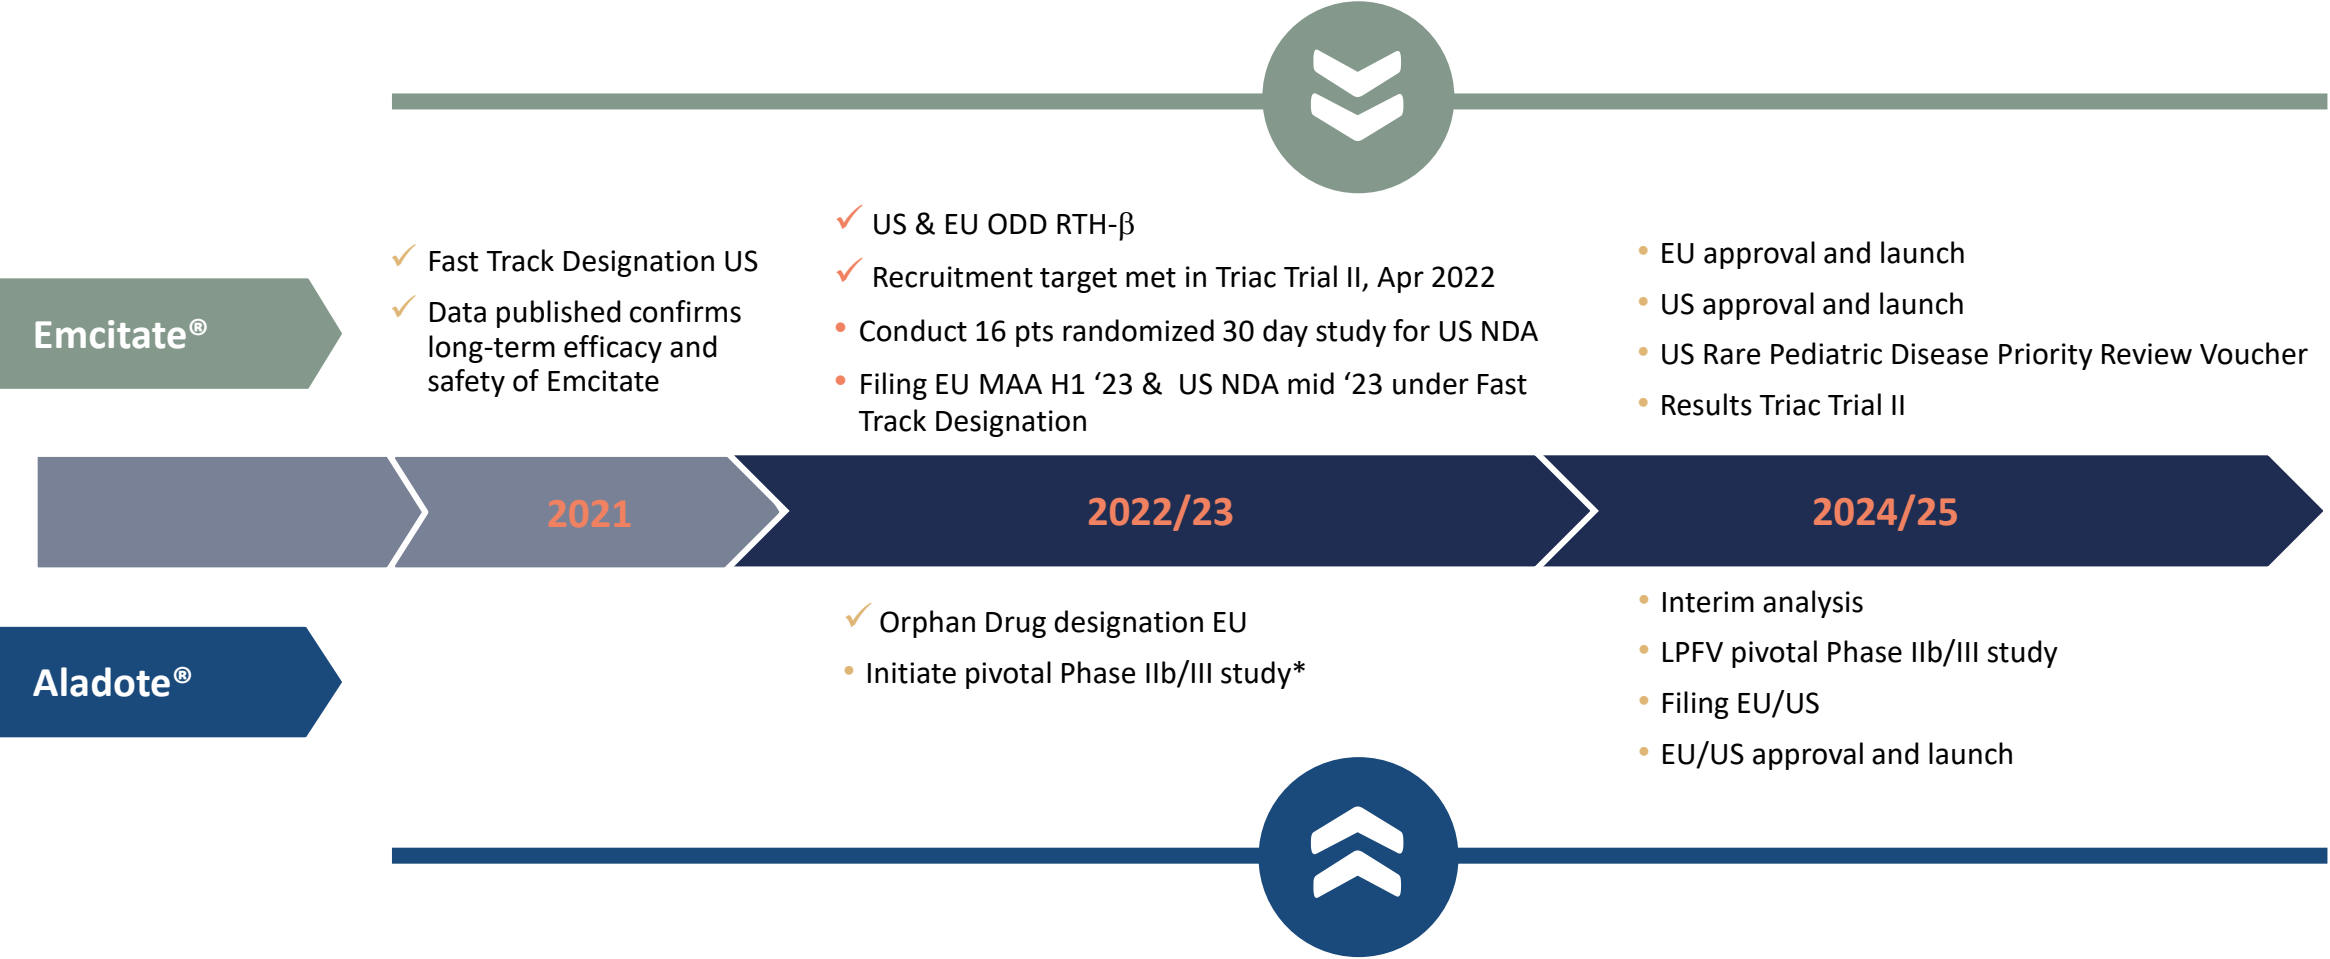 Emcitate®
✓ Fast Track Designation US
✓ Data published confirms
long-term efficacy and
safety of Emcitate
✓ US & EU ODD RTH-β
✓ Recruitment target met in Triac Trial II, Apr 2022
• Conduct 16 pts randomized 30 day study for US NDA
• Filing EU MAA H1 ‘23 & US NDA mid ‘23 under Fast
Track Designation
• EU approval and launch
• US approval and launch
• US Rare Pediatric Disease Priority Review Voucher
• Results Triac Trial II
2021
2022/23
2024/25
Aladote®
✓ Orphan Drug designation EU
• Initiate pivotal Phase IIb/III study*
• Interim analysis
• LPFV pivotal Phase IIb/III study
• Filing EU/US
• EU/US approval and launch